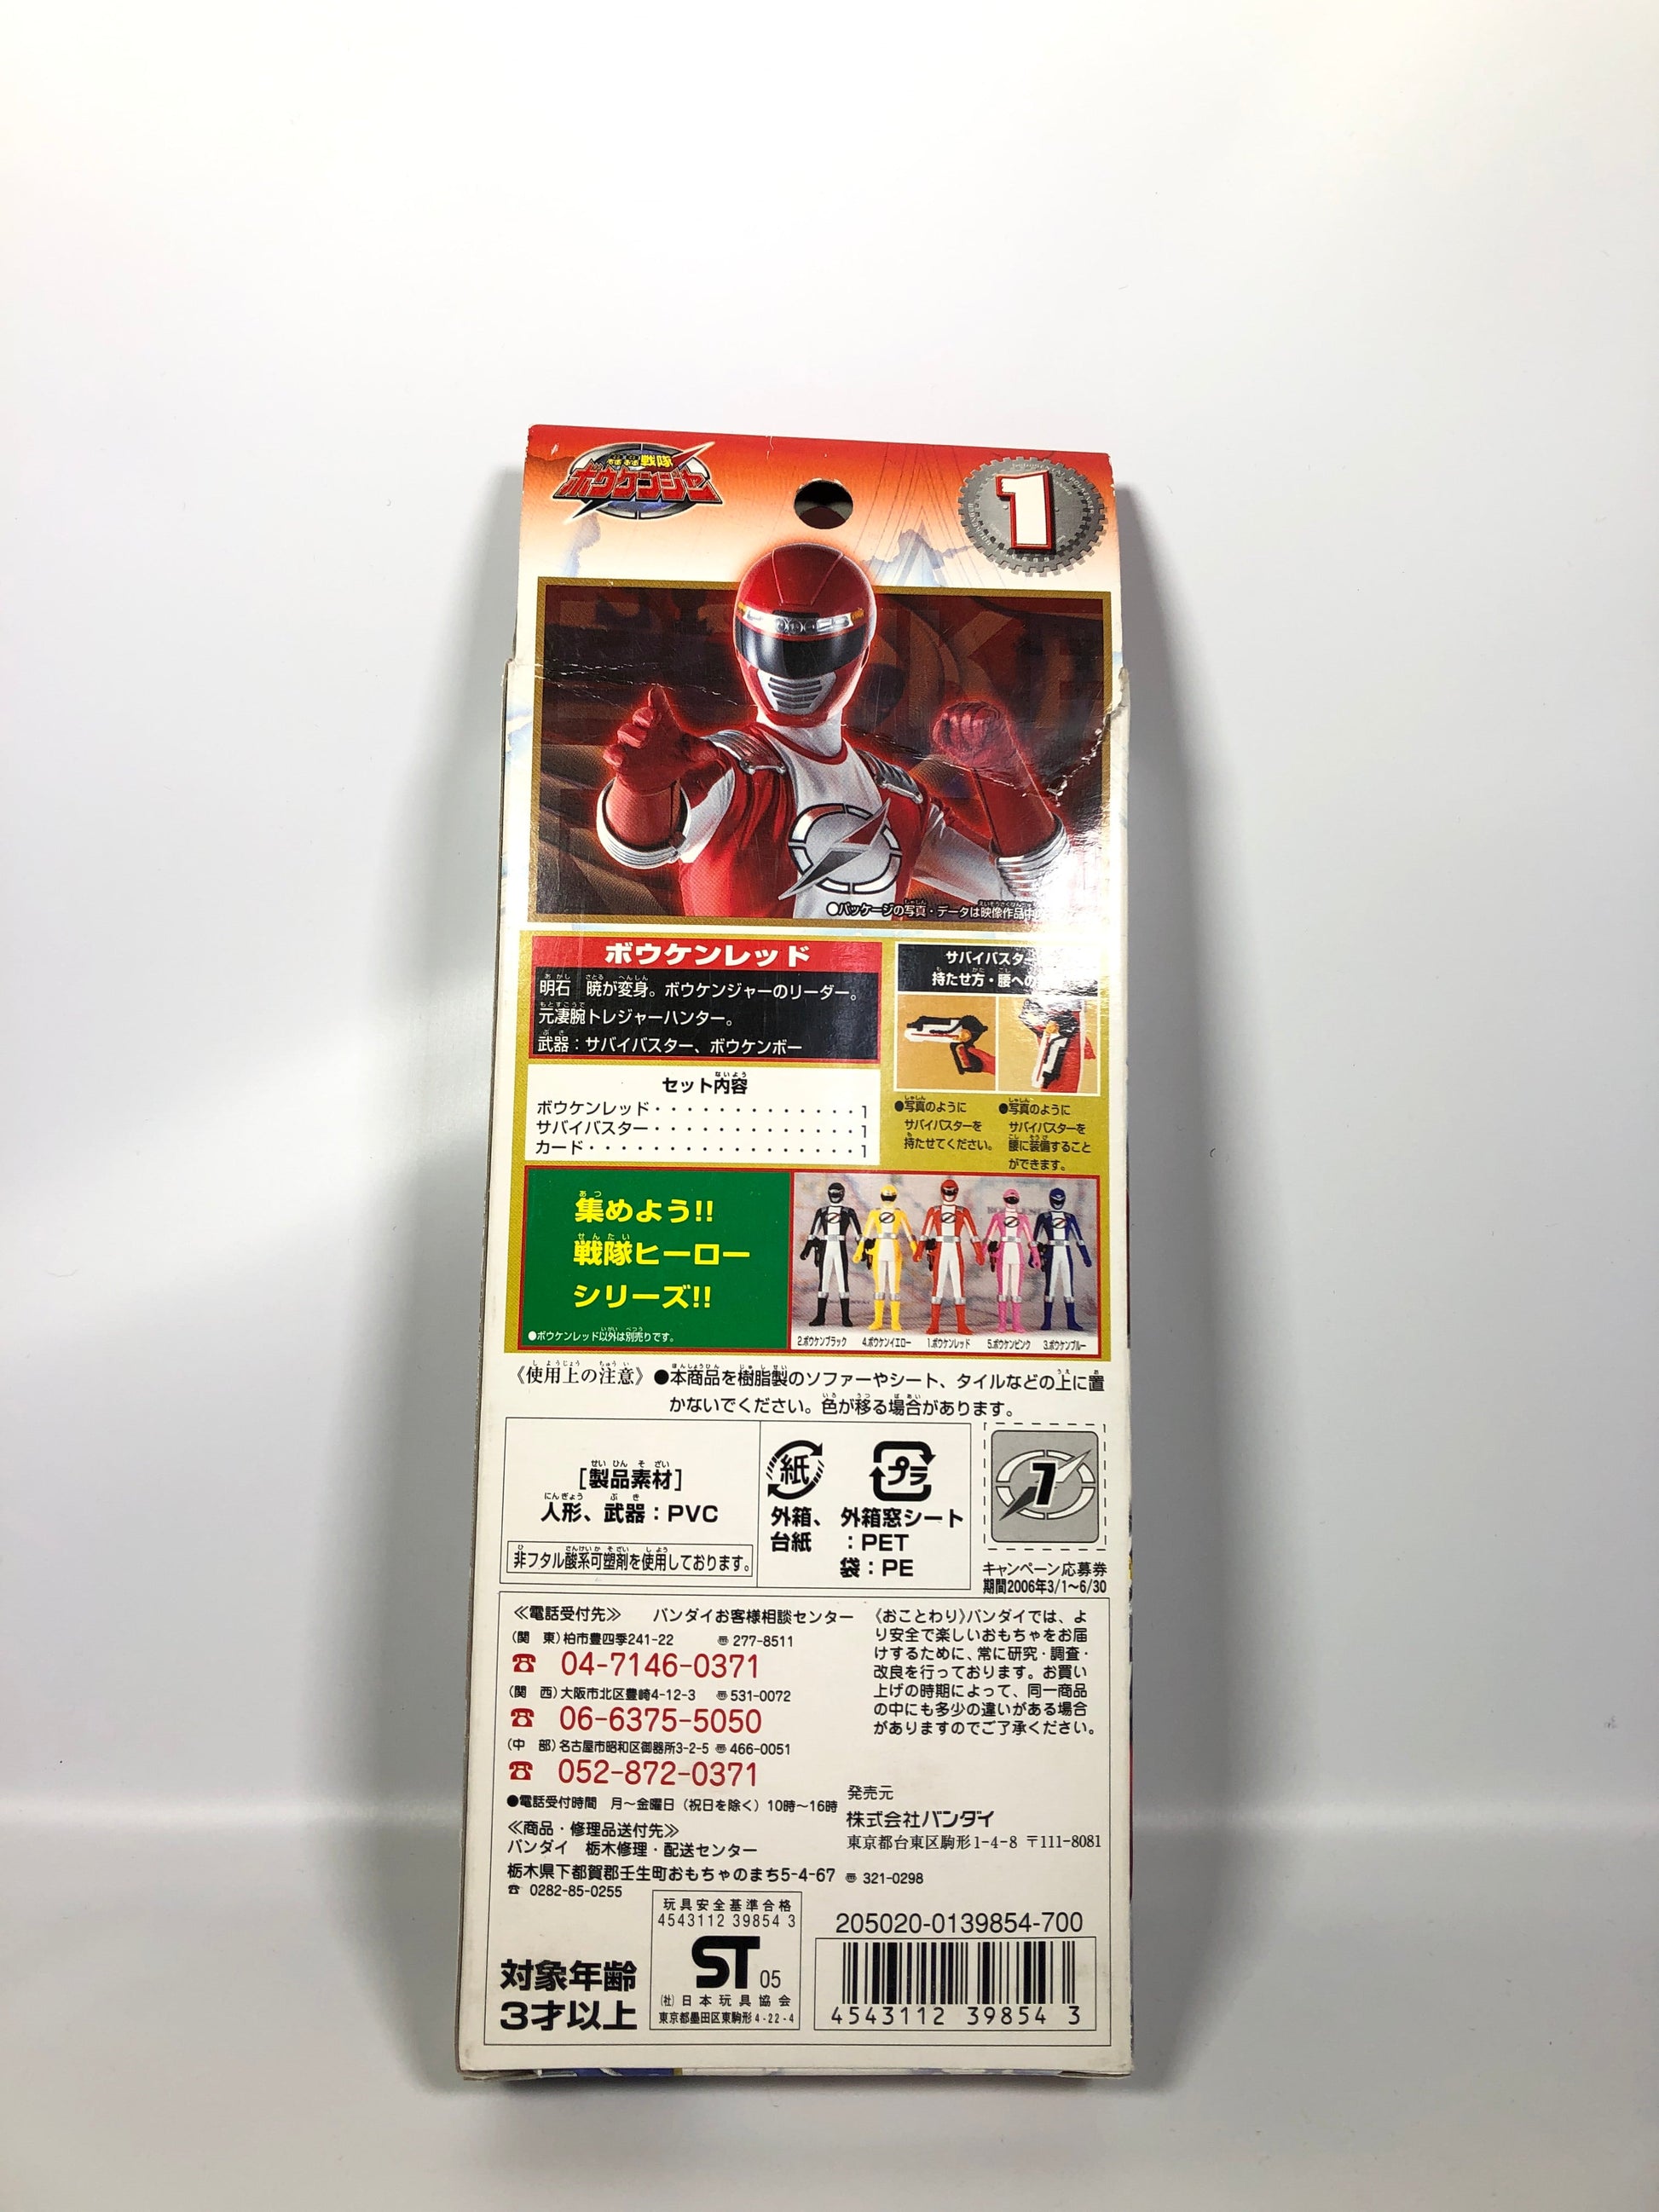 轟轟戦隊
ボウケンジャー
1
●パッケージの写真・データは映像作品中の
ボウケンレッド
明石 暁が変身。ボウケンジャーのリーダー。
元凄腕トレジャーハンター。
武器：サバイバスター、ボウケンボー
サバイバスター
持たせ方・腰への
セット内容
ボウケンレッド・・・・・・・・・・・・・1
サバイバスター・・・・・・・・・・・・・1
カード・・・・・・・・・・・・・・・・・1
●写真のように
サバイバスターを
持たせてください。
●写真のように
サバイバスターを
腰に装備すること
ができます。
集めよう!!
戦隊ヒーロー
シリーズ!!
●ボウケンレッド以外は別売りです。
2.ボウケンブラック 4.ボウケンイエロー 1.ボウケンレッド 5.ボウケンピンク 3.ボウケンブルー
《使用上の注意》●本商品を樹脂製のソファーやシート、タイルなどの上に置
かないでください。色が移る場合があります。
［製品素材］
人形、武器：PVC
非フタル酸系可塑剤を使用しております。
紙
外箱、
台紙
プラ
外箱窓シート
：PET
袋：PE
7
キャンペーン応募券
期間2006年3/1～6/30
≪電話受付先≫ バンダイお客様相談センター
(関 東)柏市豊四季241-22 〠277-8511
☎ 04-7146-0371
(関 西)大阪市北区豊崎4-12-3 〠531-0072
☎ 06-6375-5050
(中 部)名古屋市昭和区御器所3-2-5 〠466-0051
☎ 052-872-0371
●電話受付時間 月～金曜日（祝日を除く）10時～16時
≪商品・修理品送付先≫
バンダイ 栃木修理・配送センター
栃木県下都賀郡壬生町おもちゃのまち5-4-67 〠321-0298
☎ 0282-85-0255
《おことわり》バンダイでは、よ
り安全で楽しいおもちゃをお届
けするために、常に研究・調査・
改良を行っております。お買い
上げの時期によって、同一商品
の中にも多少の違いがある場合
がありますのでご了承ください。
発売元
株式会社バンダイ
東京都台東区駒形1-4-8 〒111-8081
対象年齢
3才以上
玩具安全基準合格
4543112 39854 3
ST 05
(社)日本玩具協会
東京都墨田区東駒形4-22-4
205020-0139854-700
4543112 39854 3